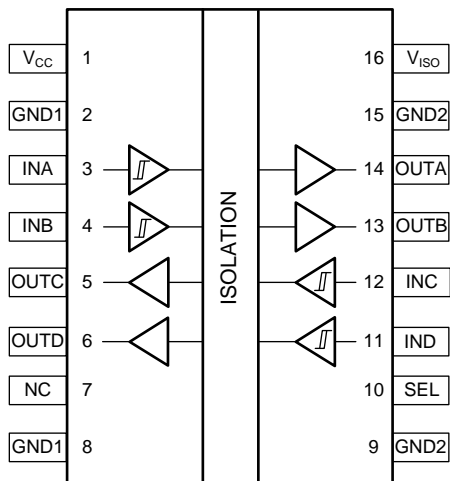 VCC 1 16 VISO
GND1 2 15 GND2
INA 3 14 OUTA
INB 4 13 OUTB
OUTC 5 12 INC
OUTD 6 11 IND
NC 7 10 SEL
GND1 8 9 GND2
ISOLATION